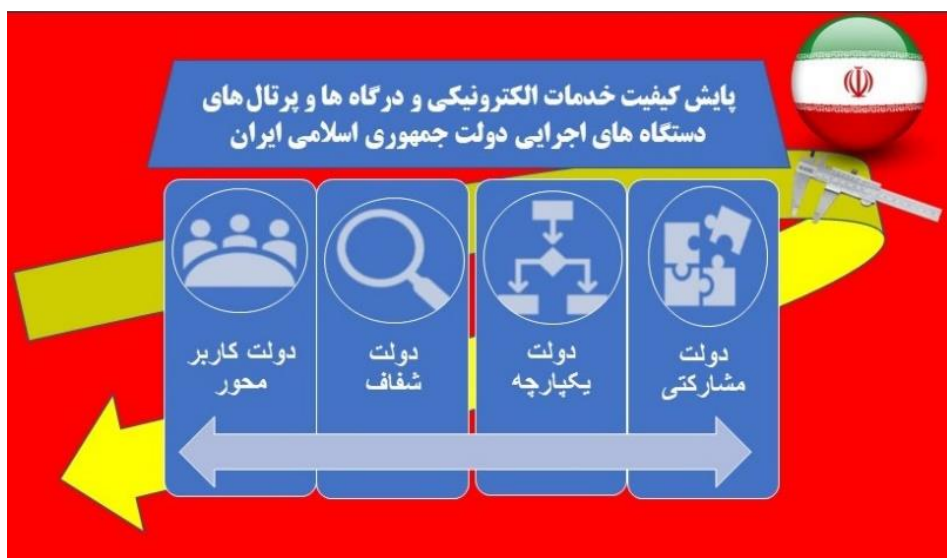 پایش کیفیت خدمات الکترونیکی و درگاه ها و پرتال های
دستگاه های اجرایی دولت جمهوری اسلامی ایران
دولت
مشارکتی
دولت
یکپارچه
دولت
شفاف
دولت کاربر
محور